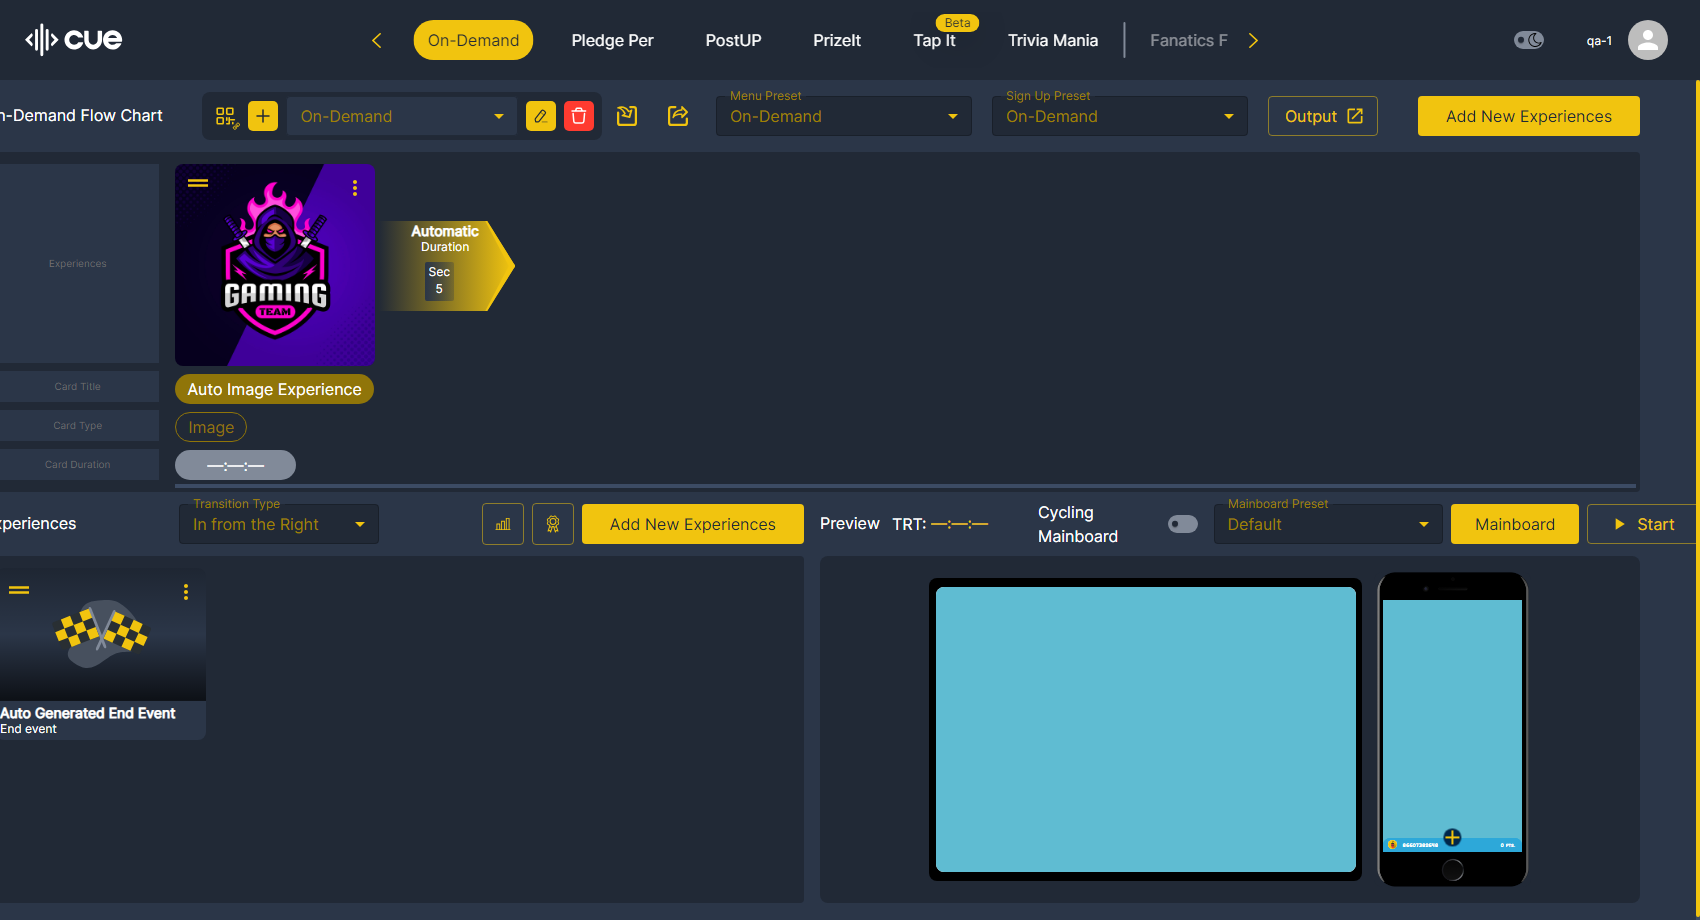 cue
On-Demand
Pledge Per
PostUP
PrizeIt
Beta
Tap It
Trivia Mania
Fanatics F
qa-1
n-Demand Flow Chart
On-Demand
Menu Preset
On-Demand
Sign Up Preset
On-Demand
Output
Add New Experiences
Experiences
GAMING
TEAM
Automatic
Duration
Sec
5
Card Title
Auto Image Experience
Card Type
Image
Card Duration
—:—:—
xperiences
Transition Type
In from the Right
Add New Experiences
Preview
TRT: —:—:—
Cycling
Mainboard
Mainboard Preset
Default
Mainboard
Start
Auto Generated End Event
End event
0 PTS.